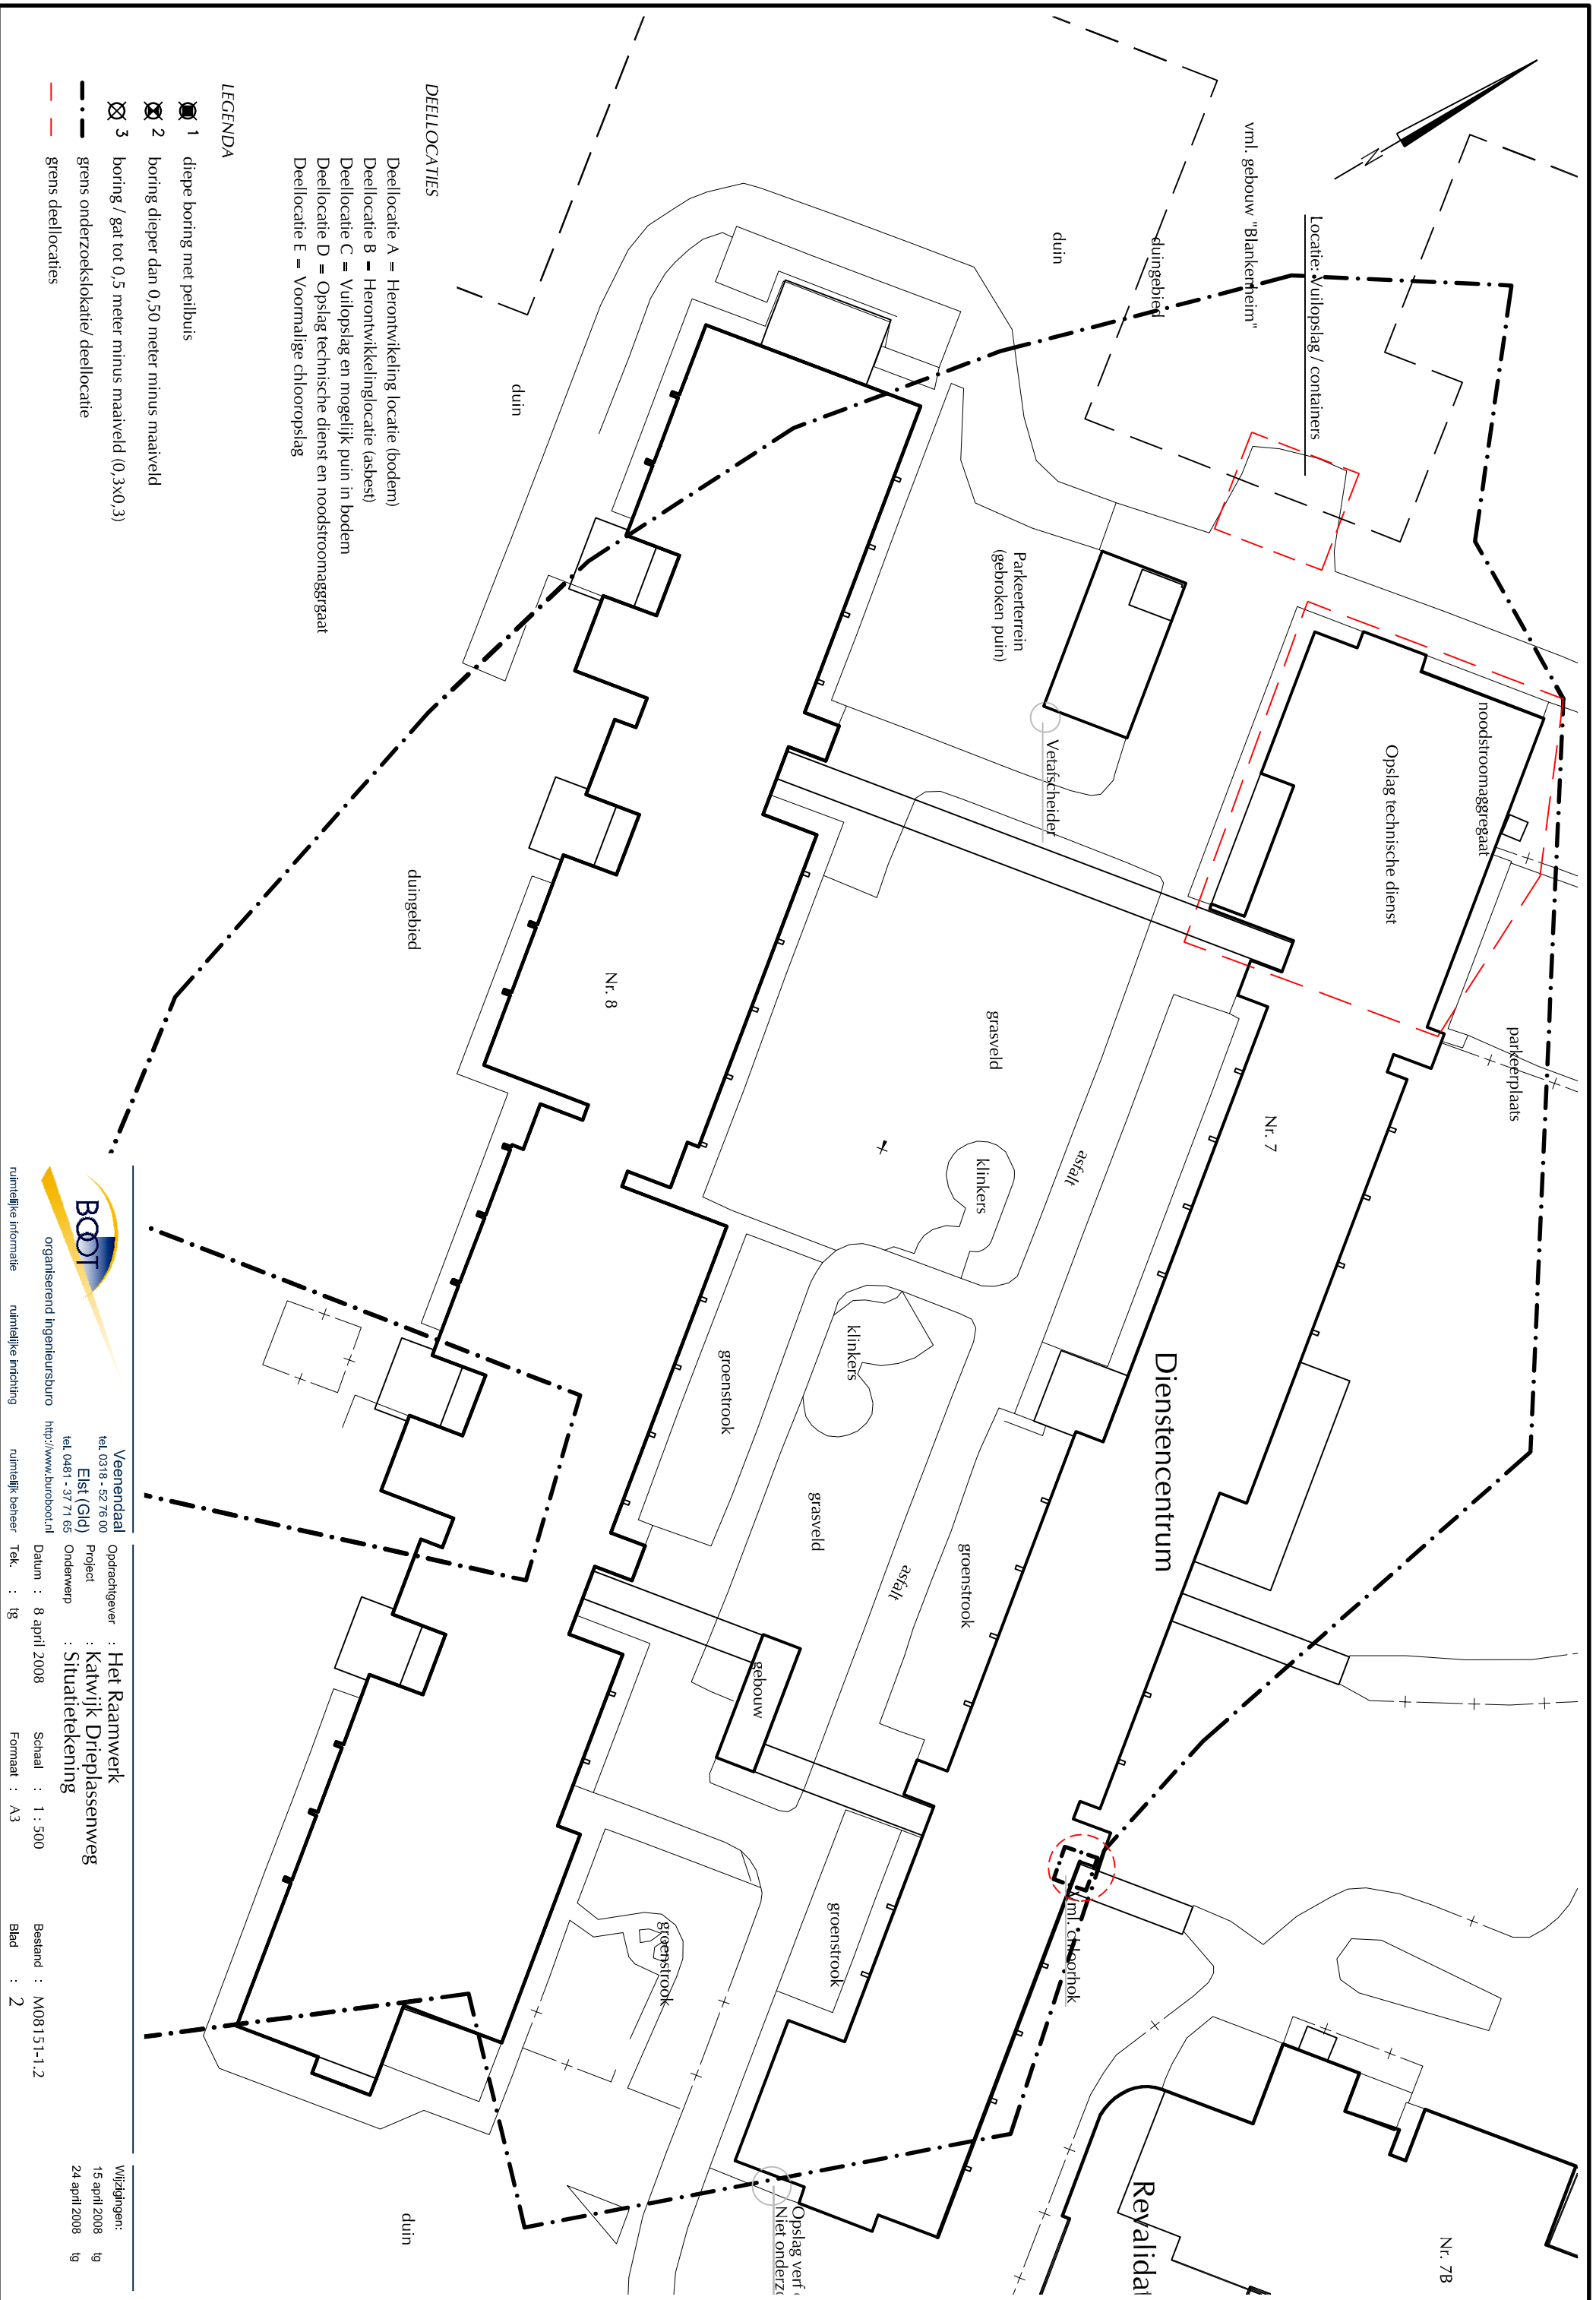 vml. gebouw "Blankenheim"
Locatie: Vuilopslag / containers
N
duin
duingebied
duin
Parkeerterrein
(gebroken puin)
Vetafscheider
noodstroomaggregaat
Opslag technische dienst
parkeerplaats
duingebied
Nr. 8
grasveld
Nr. 7
asfalt
klinkers
klinkers
Dienstencentrum
groenstrook
grasveld
asfalt
groenstrook
gebouw
groenstrook
groenstrook
vml. chloorhok
Revalidat
Nr. 7B
Opslag verf
Niet onderzo
duin
DEELLOCATIES
Deellocatie A = Herontwikeling locatie (bodem)
Deellocatie B = Herontwikkelinglocatie (asbest)
Deellocatie C = Vuilopslag en mogelijk puin in bodem
Deellocatie D = Opslag technische dienst en noodstroomaggrgaat
Deellocatie E = Voormalige chlooropslag
LEGENDA
1 diepe boring met peilbuis
2 boring dieper dan 0,50 meter minus maaiveld
3 boring / gat tot 0,5 meter minus maaiveld (0,3x0,3)
grens onderzoekslokatie/ deellocatie
grens deellocaties
BOOT
organiserend ingenieursburo
ruimtelijke informatie ruimtelijke inrichting ruimtelijk beheer
Veenendaal
tel. 0318 - 52 76 00
Elst (Gld)
tel. 0481 - 37 71 65
http://www.buroboot.nl
Opdrachtgever : Het Raamwerk
Project : Katwijk Drieplassenweg
Onderwerp : Situatietekening
Datum : 8 april 2008 Schaal : 1 : 500 Bestand : M08151-1.2
Tek. : tg Formaat : A3 Blad : 2
Wijzigingen:
15 april 2008 tg
24 april 2008 tg